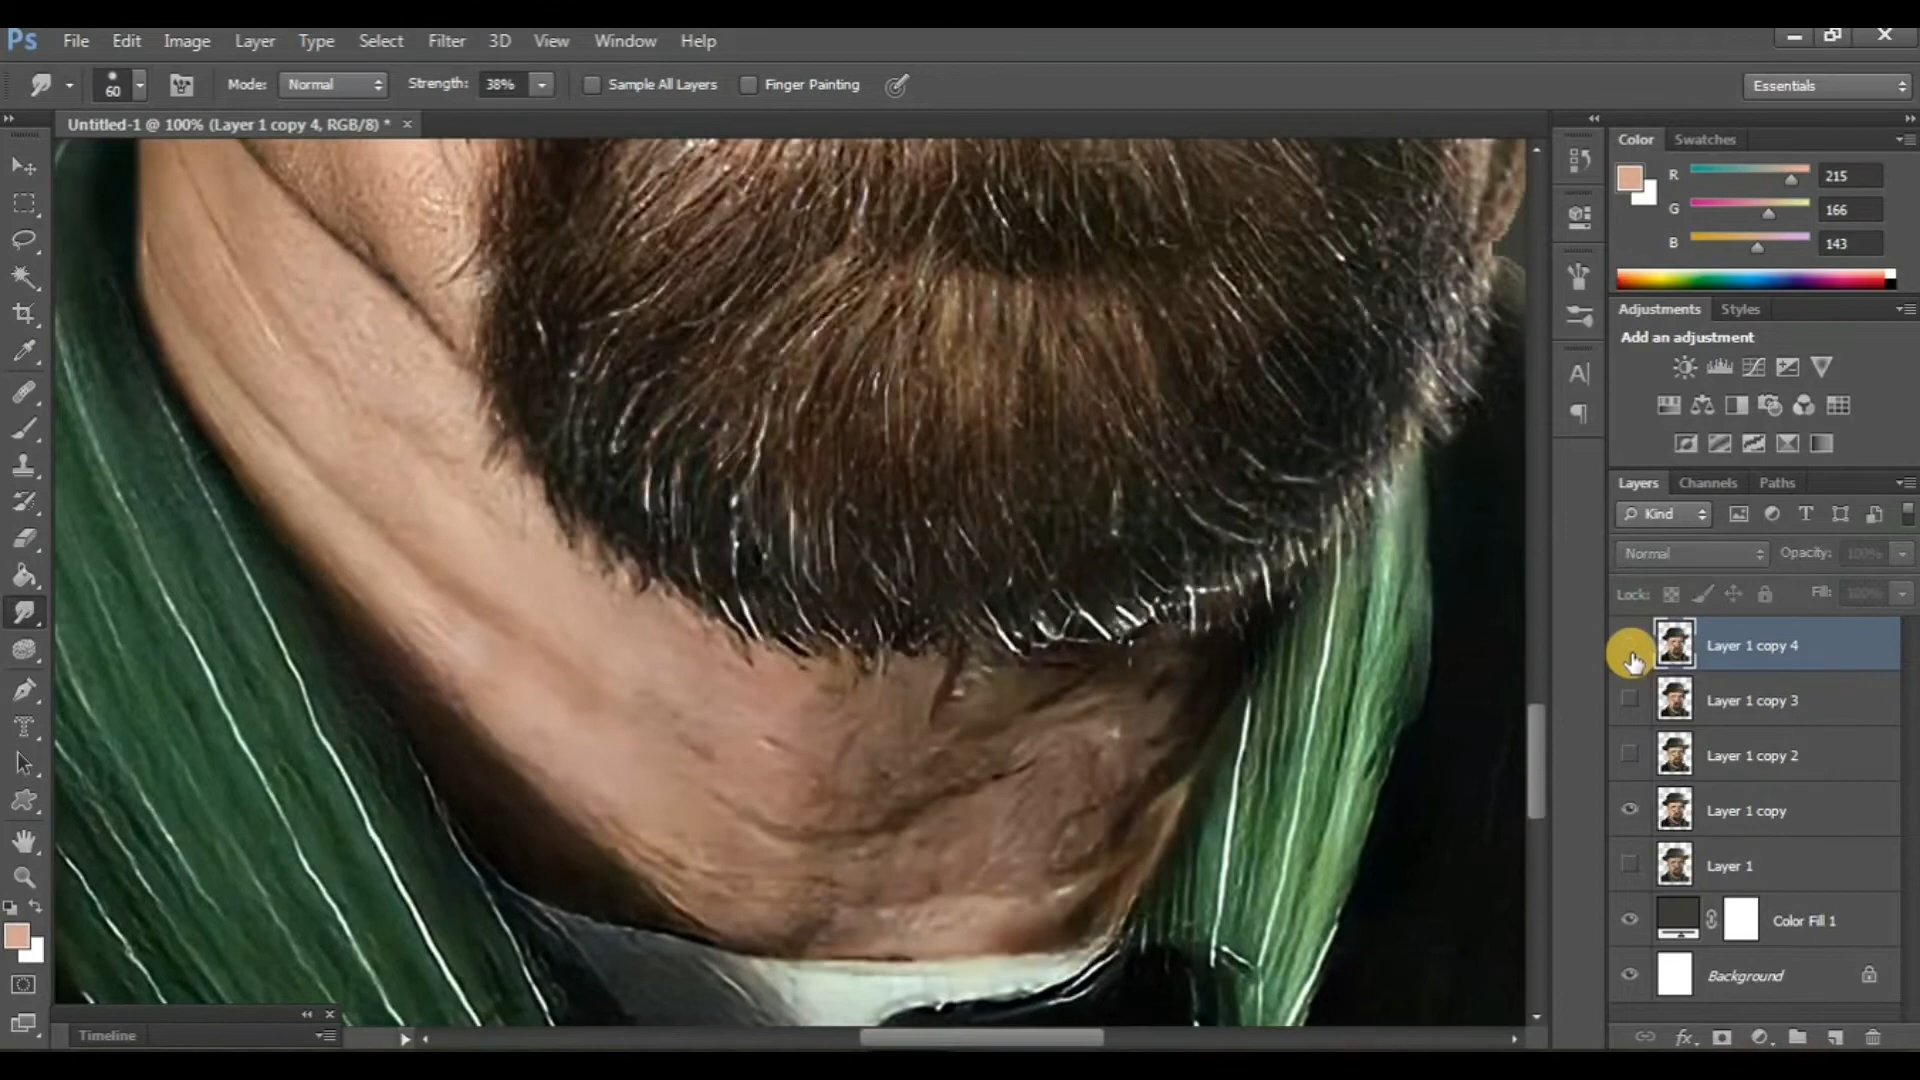 Ps File Edit Image Layer Type Select Filter 3D View Window Help
60 Mode: Normal Strength: 38% Sample All Layers Finger Painting Essentials
Untitled-1 @ 100% (Layer 1 copy 4, RGB/8) * ×
Color Swatches
R 215
G 166
B 143
Adjustments Styles
Add an adjustment
Layers Channels Paths
Kind
Normal Opacity: 100%
Lock: Fill: 100%
Layer 1 copy 4
Layer 1 copy 3
Layer 1 copy 2
Layer 1 copy
Layer 1
Color Fill 1
Background
Timeline